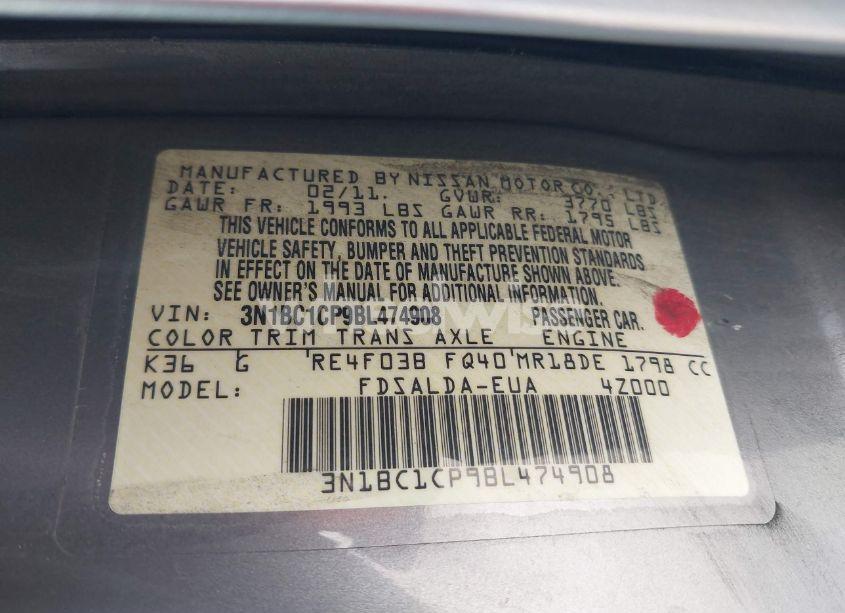 MANUFACTURED BY NISSAN MOTOR CO., LTD.
DATE: 02/11. GVWR: 3770 LBS
GAWR FR: 1993 LBS GAWR RR: 1795 LBS
THIS VEHICLE CONFORMS TO ALL APPLICABLE FEDERAL MOTOR
VEHICLE SAFETY, BUMPER AND THEFT PREVENTION STANDARDS
IN EFFECT ON THE DATE OF MANUFACTURE SHOWN ABOVE.
SEE OWNER'S MANUAL FOR ADDITIONAL INFORMATION.
VIN: 3N1BC1CP9BL474908 PASSENGER CAR.
COLOR TRIM TRANS AXLE ENGINE
K36 G RE4F03B FQ40 MR18DE 1798 CC
MODEL: FDSALDA-EUA 4Z000
3N1BC1CP9BL474908